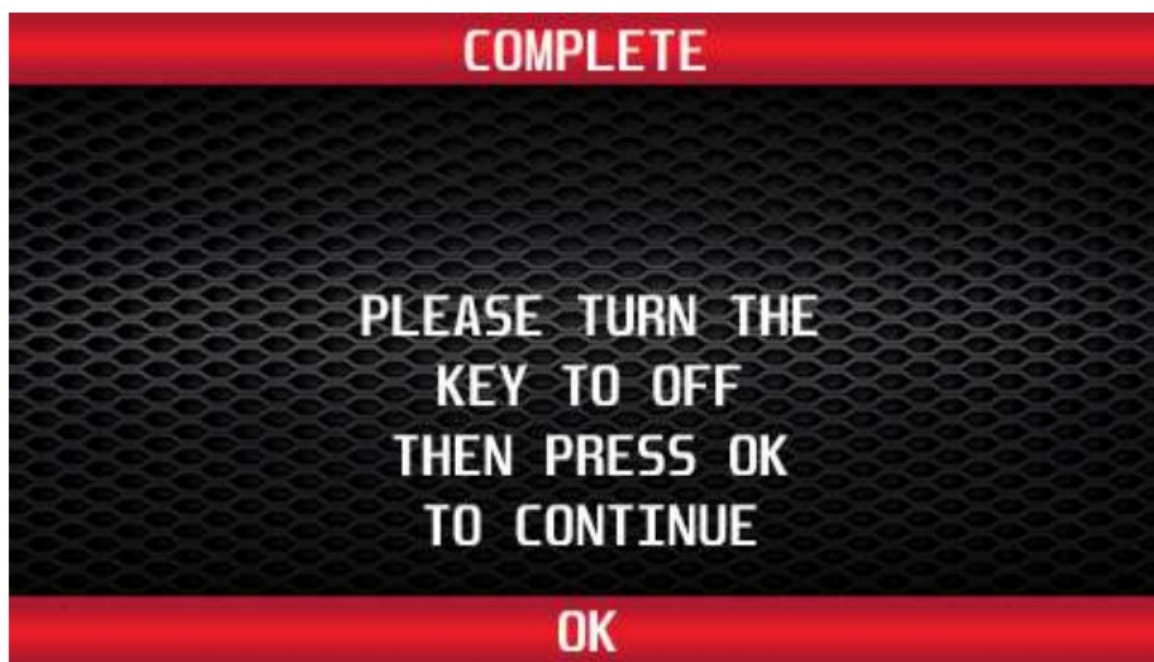 COMPLETE
PLEASE TURN THE
KEY TO OFF
THEN PRESS OK
TO CONTINUE
OK